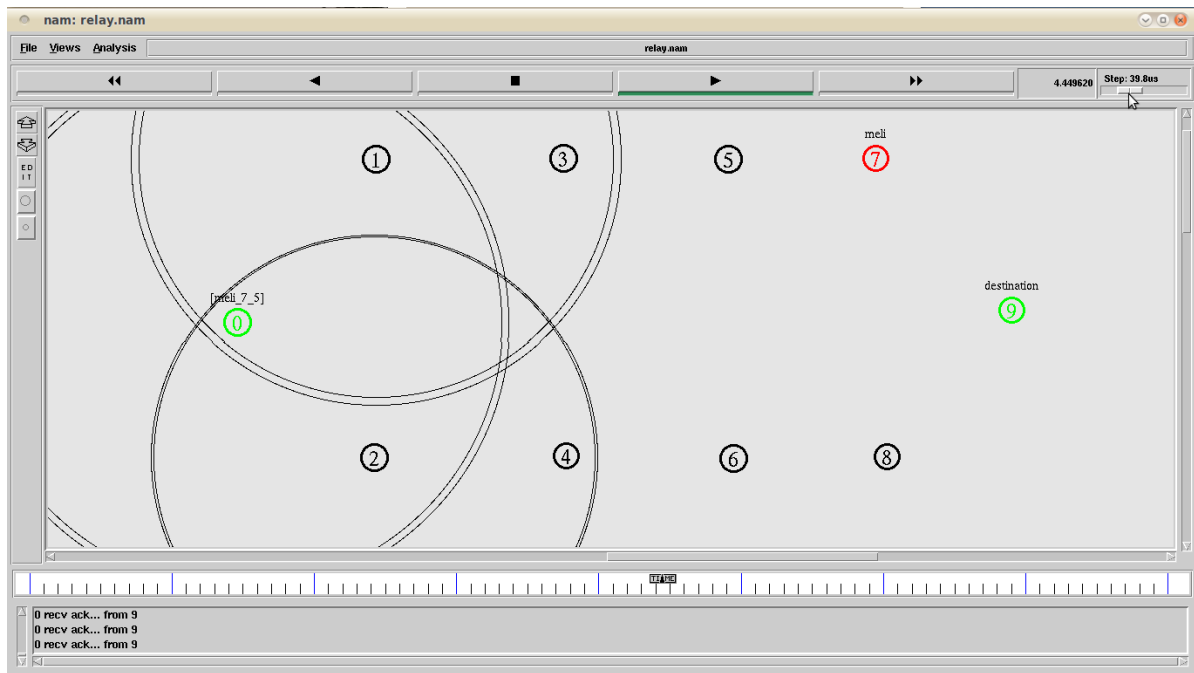 nam: relay.nam
File Views Analysis relay.nam
4.449620 Step: 39.8us
E D
I T
1
3
5
meli
7
[meli_7_5]
0
destination
9
2
4
6
8
TIME
0 recv ack... from 9
0 recv ack... from 9
0 recv ack... from 9